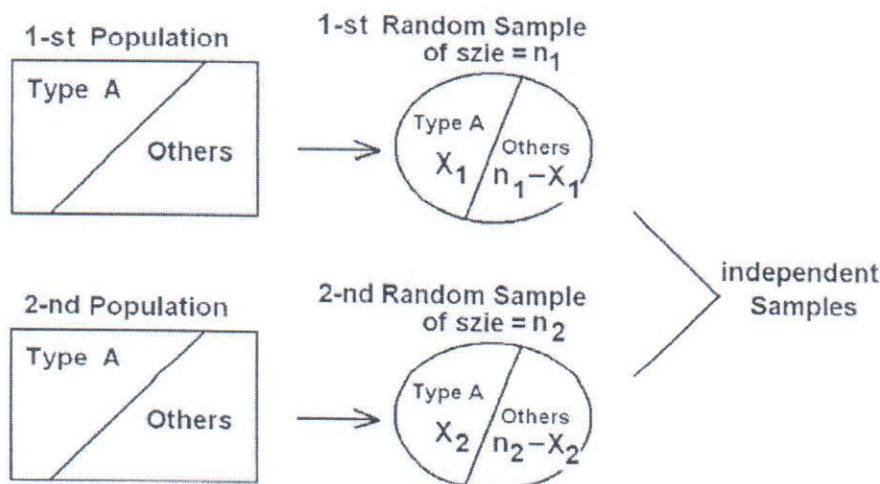 1-st Population
1-st Random Sample
of szie = n₁
Type A
Others
Type A
X₁
Others
n₁–X₁
independent
Samples
2-nd Population
2-nd Random Sample
of szie = n₂
Type A
Others
Type A
X₂
Others
n₂–X₂